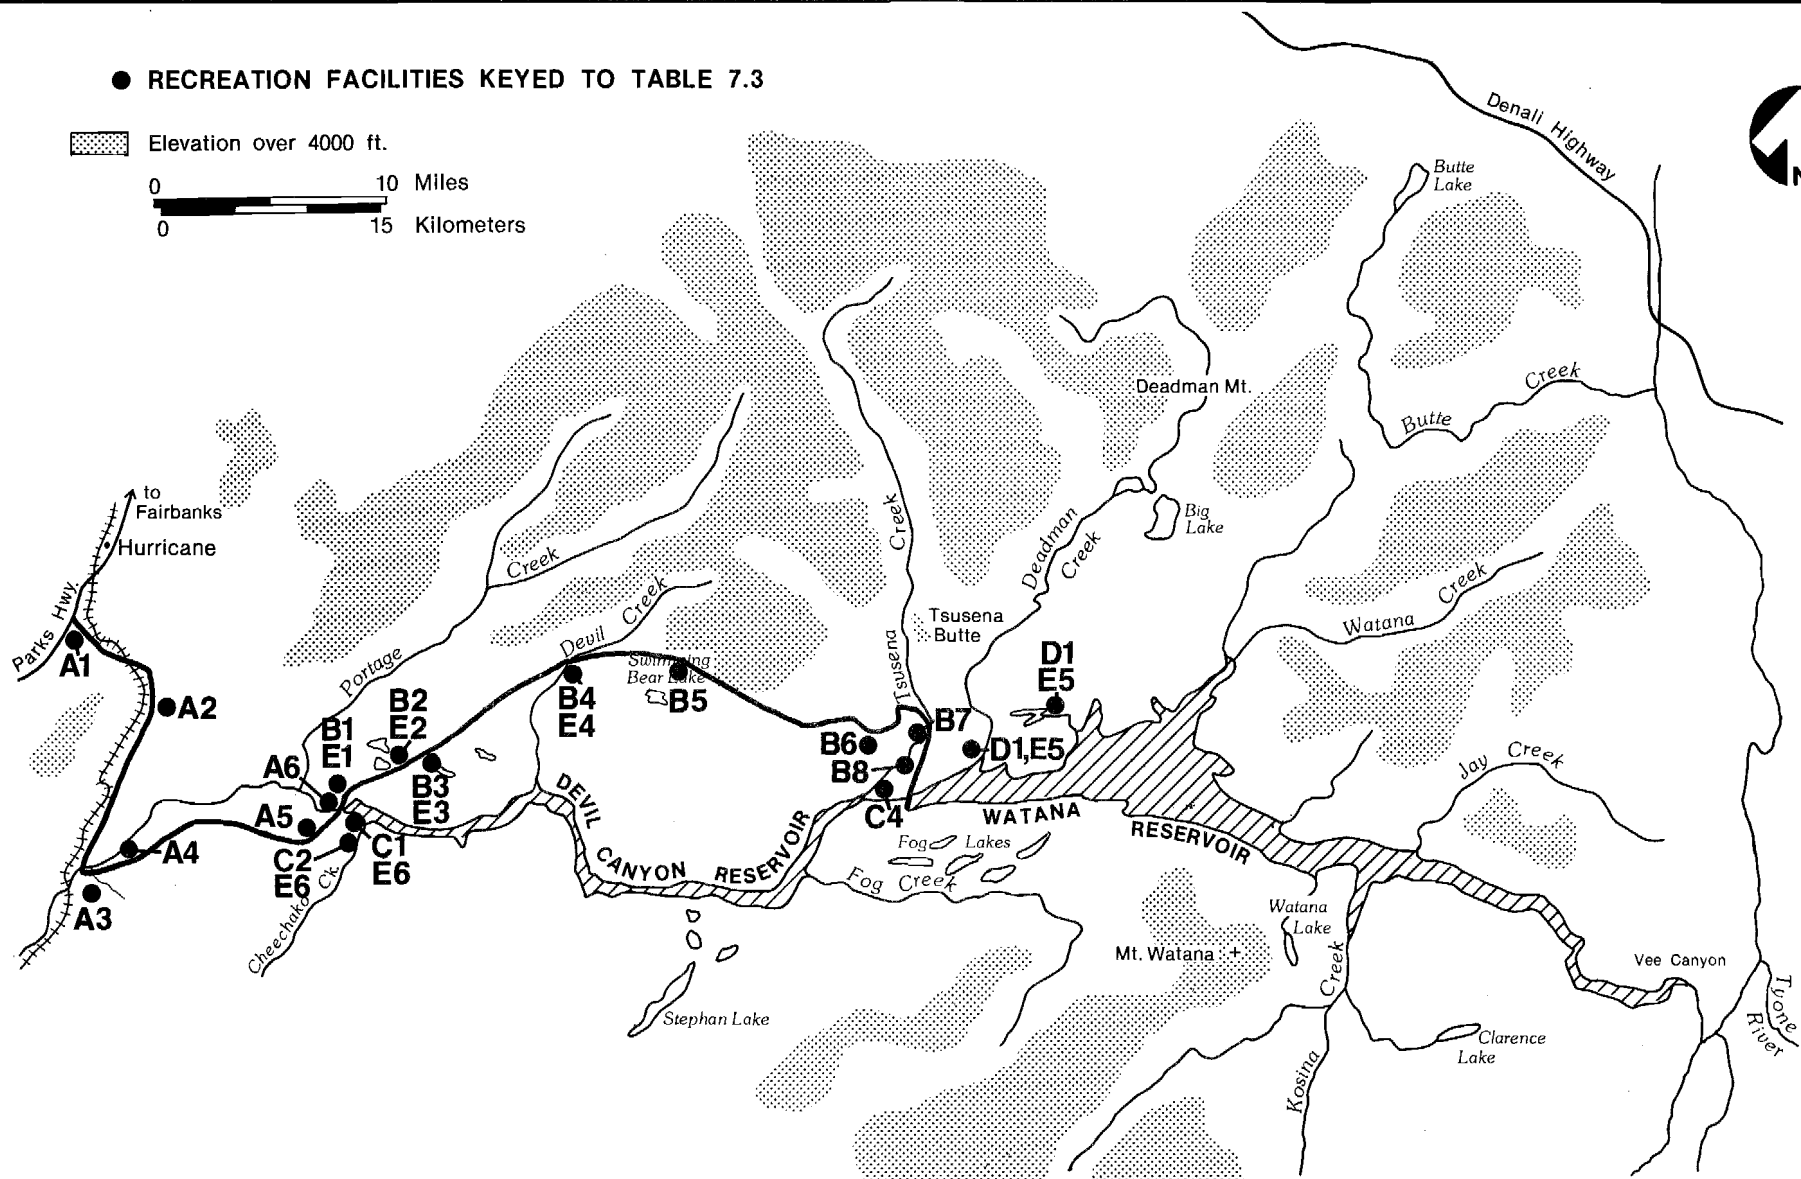 RECREATION FACILITIES KEYED TO TABLE 7.3
Elevation over 4000 ft.
0 10 Miles
0 15 Kilometers
Denali Highway
N
Butte
Lake
Deadman Mt.
Butte Creek
Big
Lake
Deadman
Creek
Tsusena Creek
Tsusena
Butte
Watana Creek
to
Fairbanks
Hurricane
Parks Hwy.
A1
A2
Portage Creek
Devil Creek
Swimming
Bear Lake
B5
B4
E4
B2
E2
B1
E1
A6
B3
E3
A5
A4
A3
C2
E6
C1
E6
Cheechako Ck
D1
E5
B7
B6
B8
D1,E5
C4
DEVIL
CANYON RESERVOIR
WATANA
RESERVOIR
Fog Lakes
Fog Creek
Jay Creek
Stephan Lake
Mt. Watana +
Watana
Lake
Kosina Creek
Clarence
Lake
Vee Canyon
Tyone
River